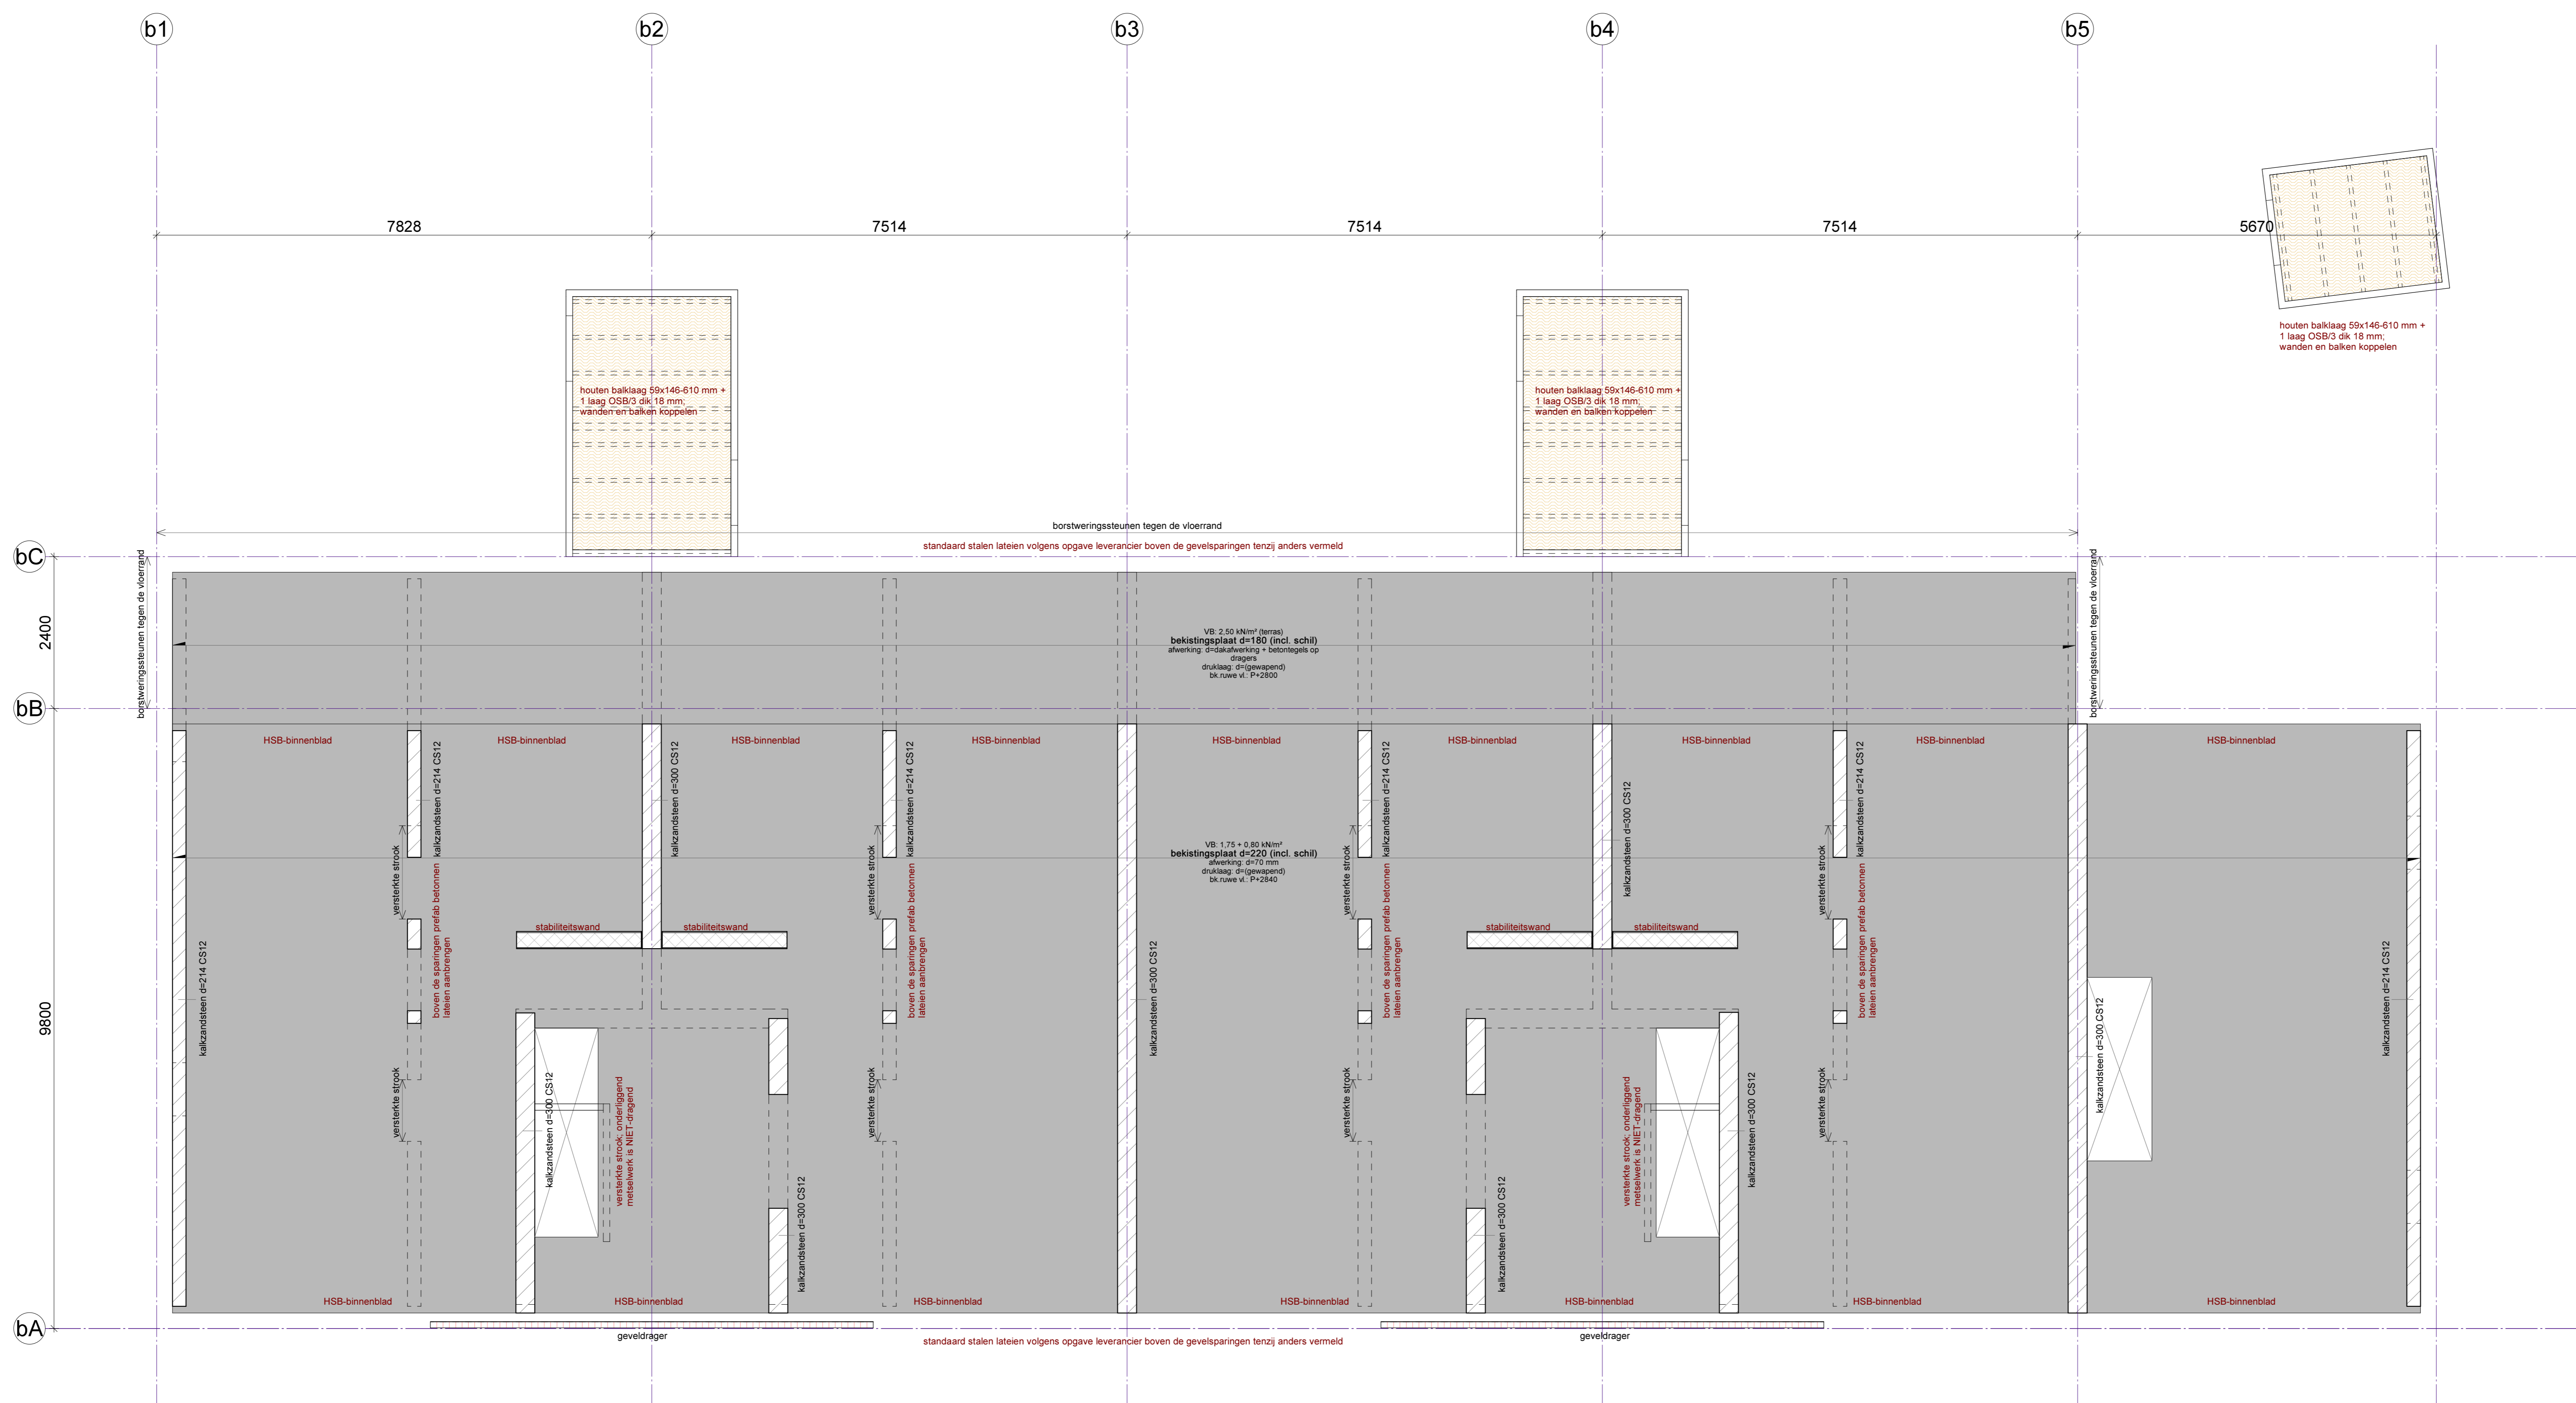 b1
b2
b3
b4
b5
7828
7514
7514
7514
5670
houten balklaag 59x146-610 mm +
1 laag OSB/3 dik 18 mm;
wanden en balken koppelen
houten balklaag 59x146-610 mm +
1 laag OSB/3 dik 18 mm;
wanden en balken koppelen
houten balklaag 59x146-610 mm +
1 laag OSB/3 dik 18 mm;
wanden en balken koppelen
borstweringssteunen tegen de vloerrand
standaard stalen lateien volgens opgave leverancier boven de gevelsparingen tenzij anders vermeld
bC
2400
borstweringssteunen tegen de vloerrand
borstweringssteunen tegen de vloerrand
VB: 2,50 kN/m² (terras)
bekistingsplaat d=180 (incl. schil)
afwerking: d=dakafwerking + betontegels op
dragers
druklaag: d=(gewapend)
bk.ruwe vl.: P+2800
bB
HSB-binnenblad
HSB-binnenblad
HSB-binnenblad
HSB-binnenblad
HSB-binnenblad
HSB-binnenblad
HSB-binnenblad
HSB-binnenblad
HSB-binnenblad
kalkzandsteen d=214 CS12
kalkzandsteen d=300 CS12
kalkzandsteen d=214 CS12
kalkzandsteen d=214 CS12
kalkzandsteen d=300 CS12
kalkzandsteen d=214 CS12
VB: 1,75 + 0,80 kN/m²
bekistingsplaat d=220 (incl. schil)
afwerking: d=70 mm
druklaag: d=(gewapend)
bk.ruwe vl.: P+2840
versterkte strook
versterkte strook
versterkte strook
versterkte strook
boven de sparingen prefab betonnen
lateien aanbrengen
boven de sparingen prefab betonnen
lateien aanbrengen
boven de sparingen prefab betonnen
lateien aanbrengen
boven de sparingen prefab betonnen
lateien aanbrengen
stabiliteitswand
stabiliteitswand
stabiliteitswand
stabiliteitswand
9800
kalkzandsteen d=214 CS12
kalkzandsteen d=300 CS12
kalkzandsteen d=300 CS12
kalkzandsteen d=214 CS12
versterkte strook
versterkte strook
versterkte strook
versterkte strook
kalkzandsteen d=300 CS12
versterkte strook; onderliggend
metselwerk is NIET-dragend
kalkzandsteen d=300 CS12
kalkzandsteen d=300 CS12
versterkte strook; onderliggend
metselwerk is NIET-dragend
kalkzandsteen d=300 CS12
HSB-binnenblad
HSB-binnenblad
HSB-binnenblad
HSB-binnenblad
HSB-binnenblad
HSB-binnenblad
HSB-binnenblad
bA
geveldrager
geveldrager
standaard stalen lateien volgens opgave leverancier boven de gevelsparingen tenzij anders vermeld